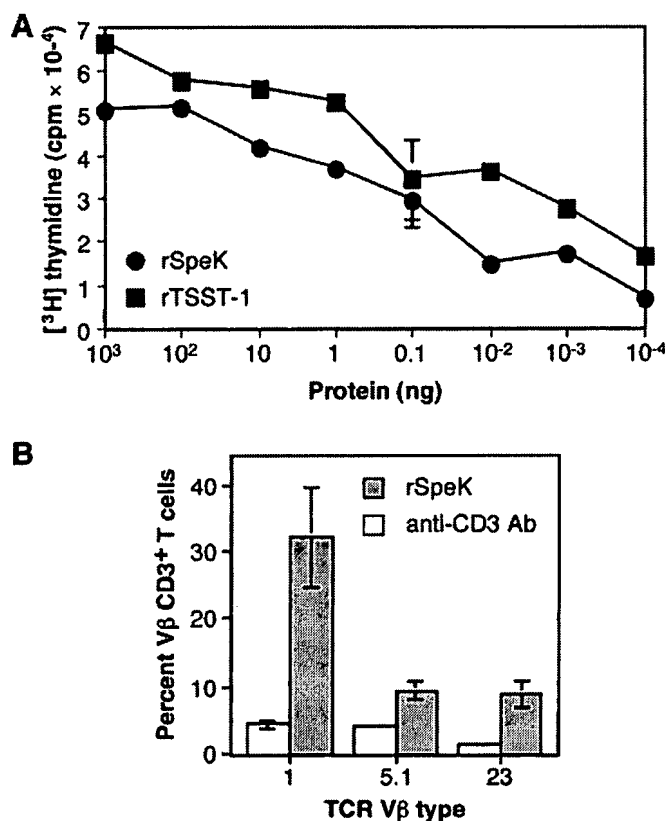 A
[³H] thymidine (cpm × 10⁻⁴)
7
6
5
4
3
2
1
0
rSpeK
rTSST-1
10³ 10² 10 1 0.1 10⁻² 10⁻³ 10⁻⁴
Protein (ng)
B
Percent Vβ CD3⁺ T cells
40
30
20
10
0
rSpeK
anti-CD3 Ab
1 5.1 23
TCR Vβ type